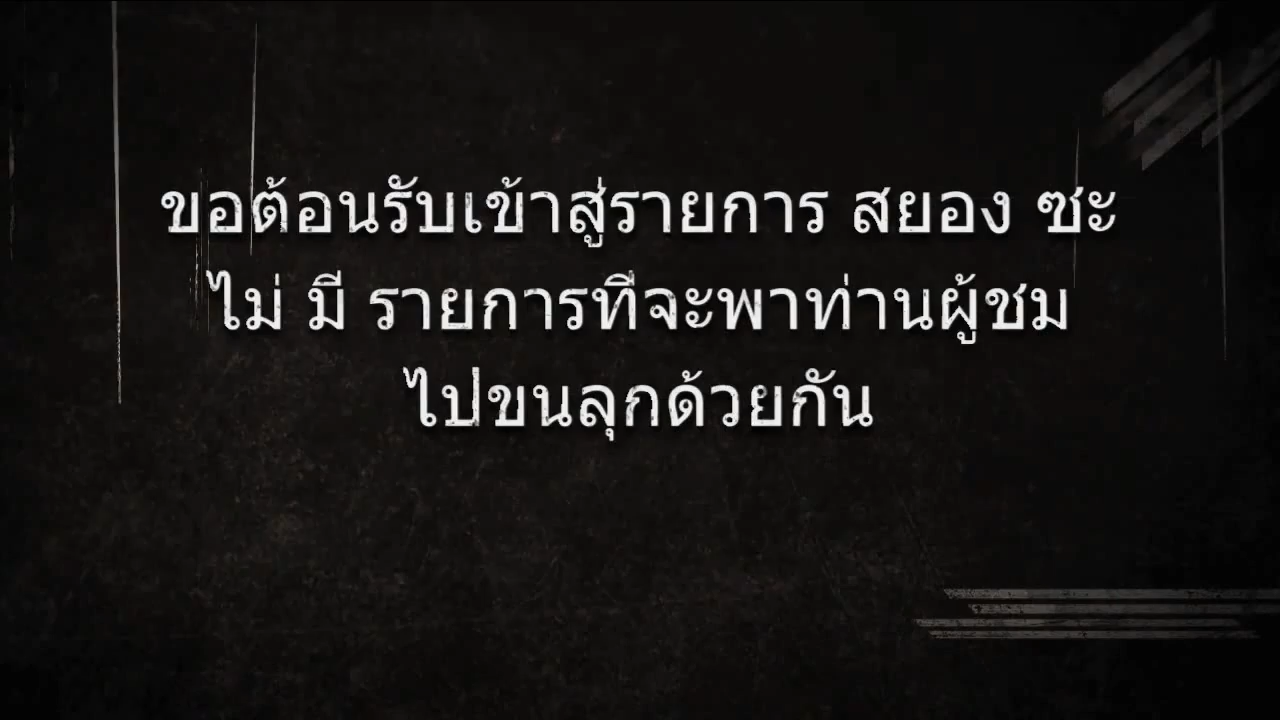 ขอต้อนรับเข้าสู่รายการ สยอง ซะ
ไม่ มี รายการที่จะพาท่านผู้ชม
ไปขนลุกด้วยกัน